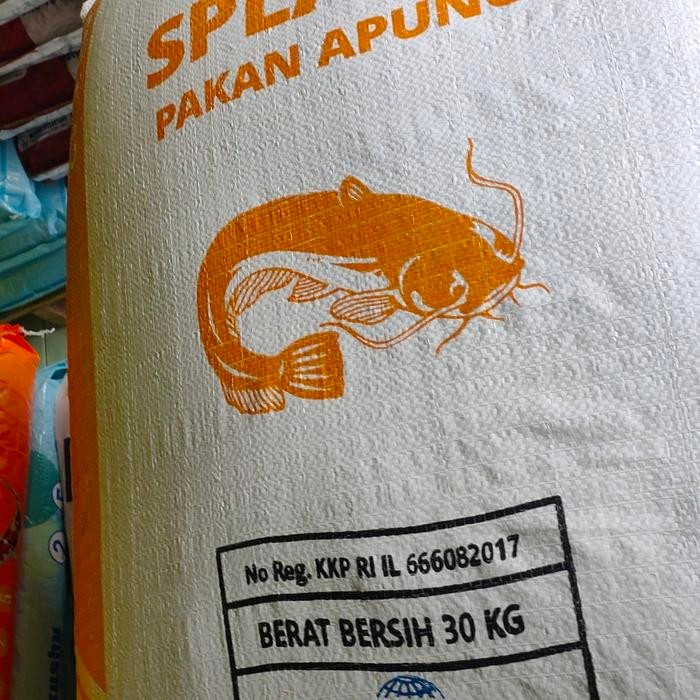 PAKAN APUNG
No Reg. KKP RI IL 666082017
BERAT BERSIH 30 KG